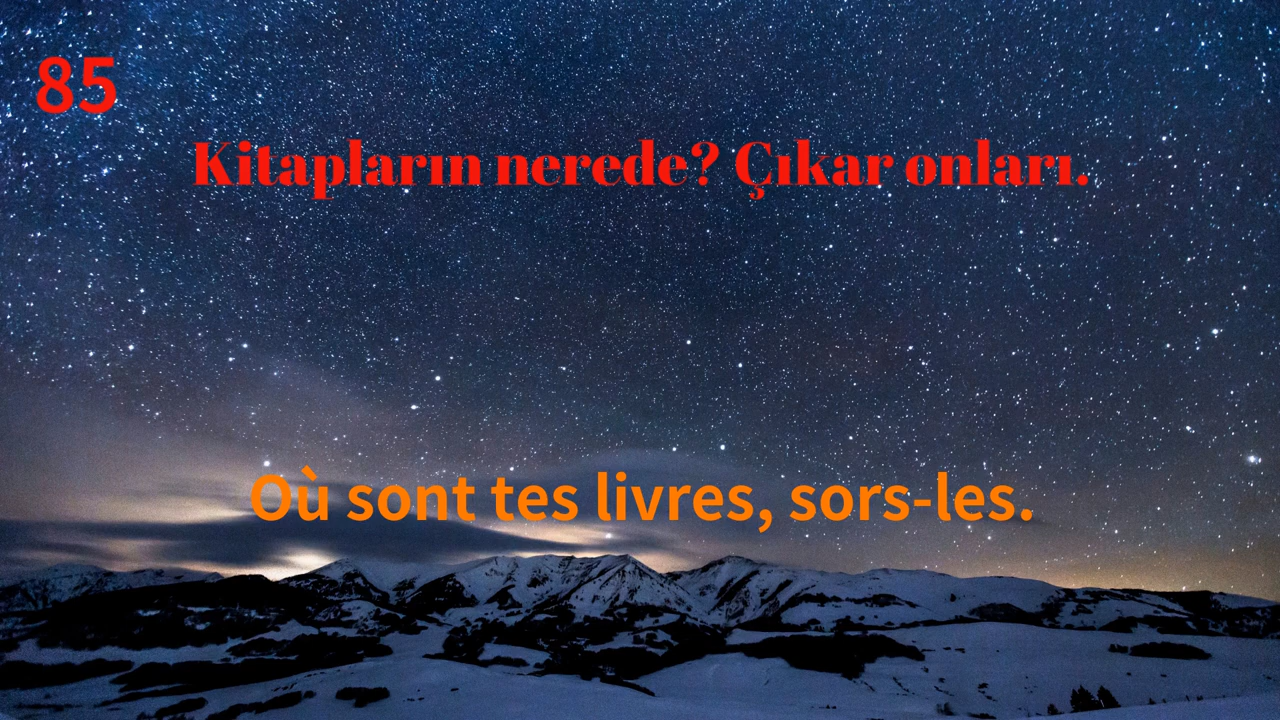 85
Kitapların nerede? Çıkar onları.
Où sont tes livres, sors-les.